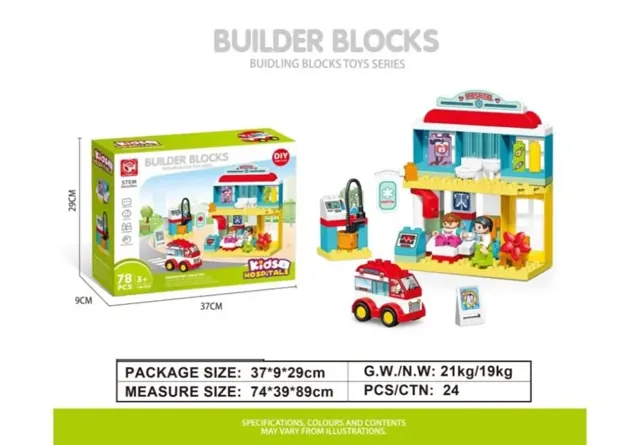 BUILDER BLOCKS
BUIDLING BLOCKS TOYS SERIES
29CM
9CM
37CM
BUILDER BLOCKS
DIY
STEM
Kids
HOSPITALS
78 PCS
3+
HOSPITAL
PACKAGE SIZE: 37*9*29cm
G.W./N.W: 21kg/19kg
MEASURE SIZE: 74*39*89cm
PCS/CTN: 24
SPECIFICATIONS, COLOURS AND CONTENTS
MAY VARY FROM ILLUSTRATIONS.